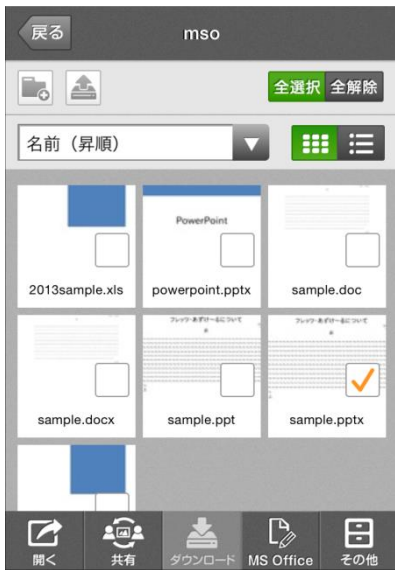 戻る
mso
全選択 全解除
名前（昇順）
PowerPoint
2013sample.xls
powerpoint.pptx
sample.doc
フレッツ・あずけ～るについて
フレッツ・あずけ～るについて
sample.docx
sample.ppt
sample.pptx
開く
共有
ダウンロード
MS Office
その他